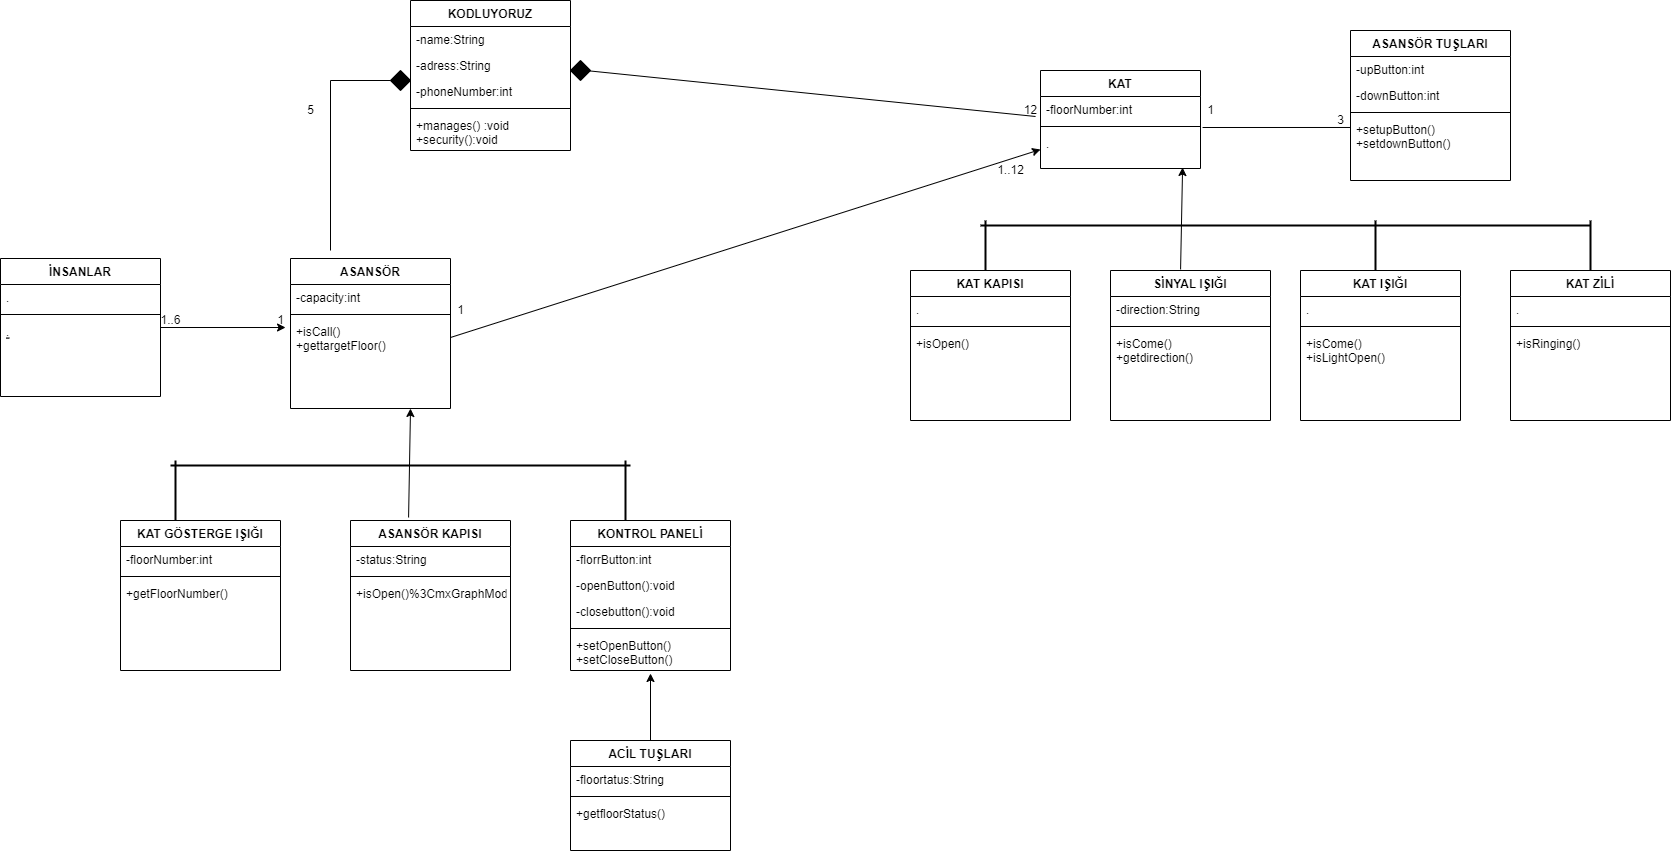 KODLUYORUZ
-name:String
-adress:String
-phoneNumber:int
+manages() :void
+security():void
5
12
KAT
-floorNumber:int
.
1
3
ASANSÖR TUŞLARI
-upButton:int
-downButton:int
+setupButton()
+setdownButton()
1..12
İNSANLAR
.
.
1..6
1
ASANSÖR
-capacity:int
+isCall()
+gettargetFloor()
1
KAT KAPISI
.
+isOpen()
SİNYAL IŞIĞI
-direction:String
+isCome()
+getdirection()
KAT IŞIĞI
.
+isCome()
+isLightOpen()
KAT ZİLİ
.
+isRinging()
KAT GÖSTERGE IŞIĞI
-floorNumber:int
+getFloorNumber()
ASANSÖR KAPISI
-status:String
+isOpen()%3CmxGraphMod
KONTROL PANELİ
-florrButton:int
-openButton():void
-closebutton():void
+setOpenButton()
+setCloseButton()
ACİL TUŞLARI
-floortatus:String
+getfloorStatus()